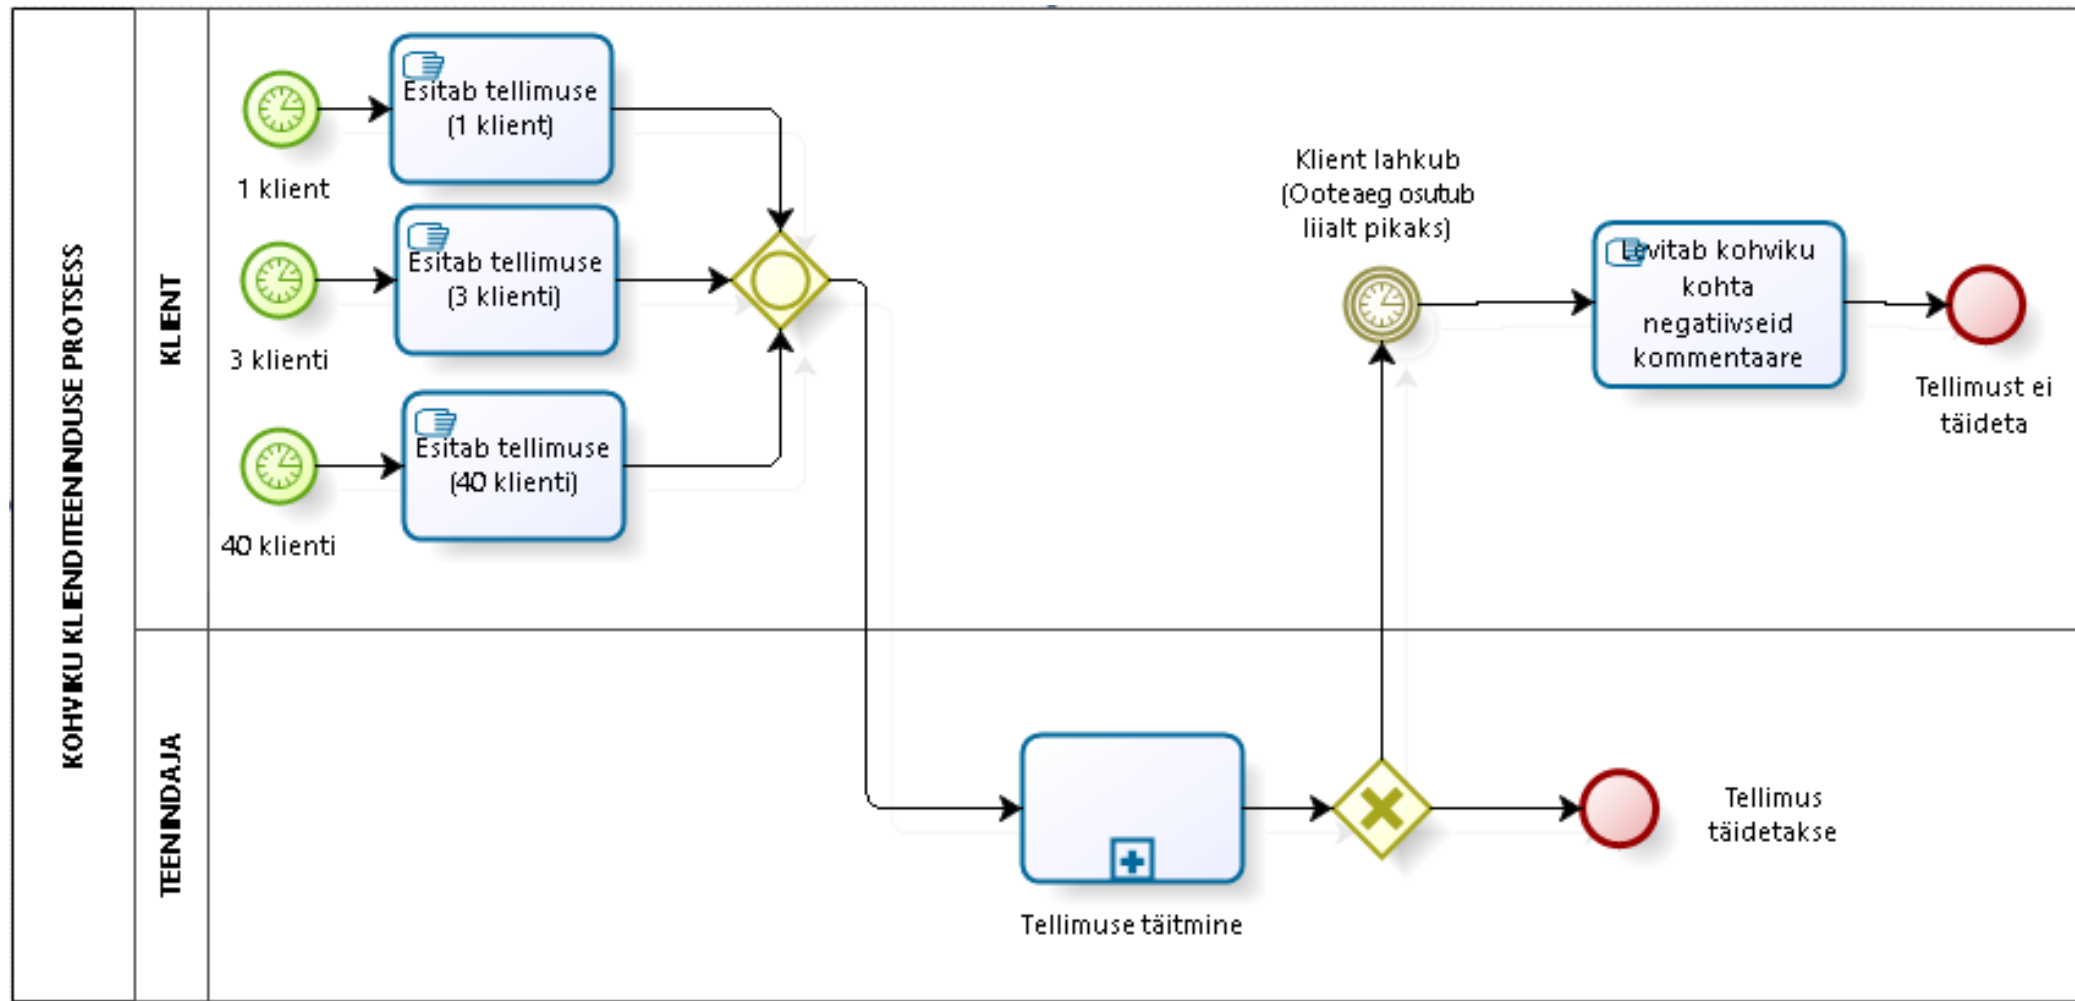 KOHVIKU KLIENDITEENINDUSE PROTSESS
KLIENT
Esitab tellimuse
(1 klient)
1 klient
Esitab tellimuse
(3 klienti)
3 klienti
Esitab tellimuse
(40 klienti)
40 klienti
Klient lahkub
(Ooteaeg osutub
liialt pikaks)
Levitab kohviku
kohta
negatiivseid
kommentaare
Tellimust ei
täideta
TEENINDAJA
Tellimuse täitmine
Tellimus
täidetakse